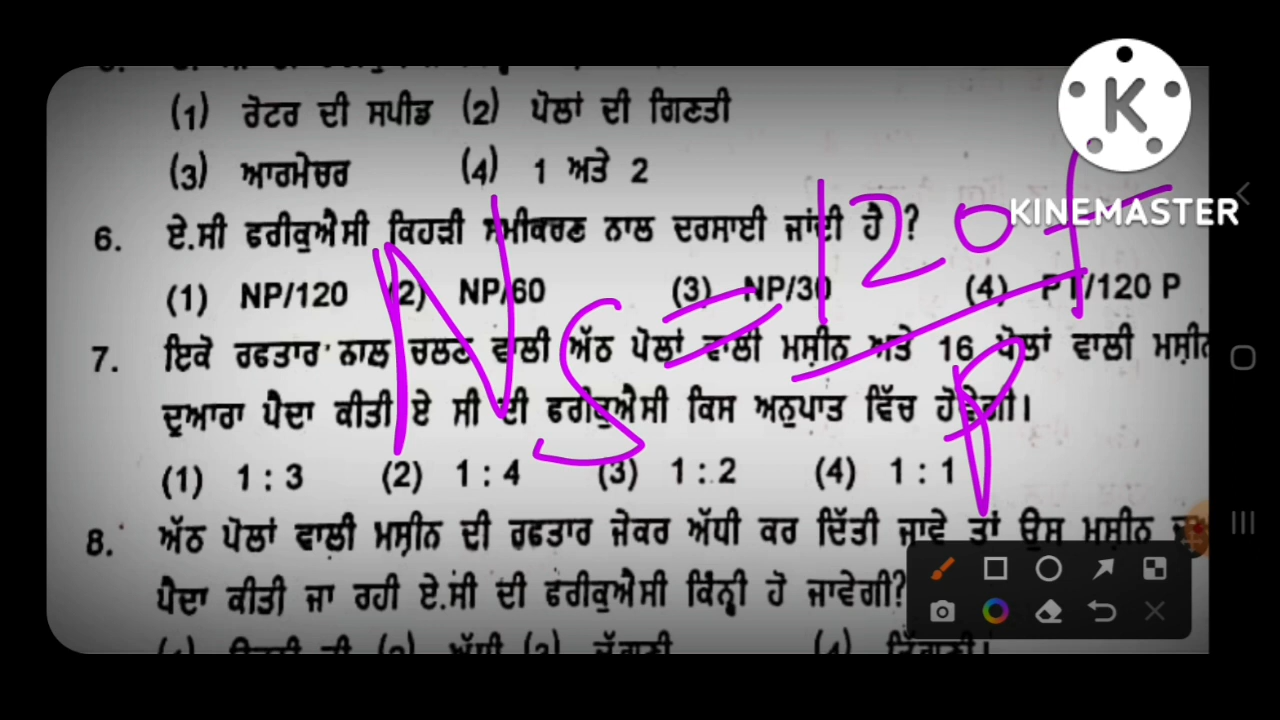 (1) ਰੋਟਰ ਦੀ ਸਪੀਡ (2) ਪੋਲਾਂ ਦੀ ਗਿਣਤੀ
(3) ਆਰਮੇਚਰ (4) 1 ਅਤੇ 2
6. ਏ.ਸੀ ਫਰੀਕੁਐਸੀ ਕਿਹੜੀ ਸਮੀਕਰਣ ਨਾਲ ਦਰਸਾਈ ਜਾਂਦੀ ਹੈ ?
(1) NP/120 (2) NP/60 (3) NP/30 (4) PT/120 P
7. ਇਕੋ ਰਫਤਾਰ ਨਾਲ ਚਲਣ ਵਾਲੀ ਅੱਠ ਪੋਲਾਂ ਵਾਲੀ ਮਸ਼ੀਨ ਅਤੇ 16 ਪੋਲਾਂ ਵਾਲੀ ਮਸ਼ੀਨ
ਦੁਆਰਾ ਪੈਦਾ ਕੀਤੀ ਏ ਸੀ ਦੀ ਫਰੀਕੁਐਸੀ ਕਿਸ ਅਨੁਪਾਤ ਵਿੱਚ ਹੋਵੇਗੀ।
(1) 1 : 3 (2) 1 : 4 (3) 1 : 2 (4) 1 : 1
8. ਅੱਠ ਪੋਲਾਂ ਵਾਲੀ ਮਸ਼ੀਨ ਦੀ ਰਫਤਾਰ ਜੇਕਰ ਅੱਧੀ ਕਰ ਦਿੱਤੀ ਜਾਵੇ ਤਾਂ ਉਸ ਮਸ਼ੀਨ
ਪੈਦਾ ਕੀਤੀ ਜਾ ਰਹੀ ਏ.ਸੀ ਦੀ ਫਰੀਕੁਐਸੀ ਕਿੰਨ੍ਹੀ ਹੋ ਜਾਵੇਗੀ?
Ns = 120f
P
K
KINEMASTER